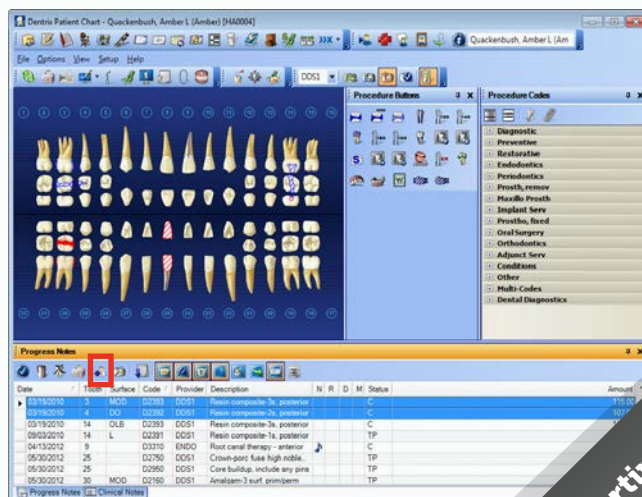 Dentrix Patient Chart - Quackenbush, Amber L (Amber) [HA0004]
Quackenbush, Amber L (Am
File Options View Setup Help
DDS1
Procedure Buttons
Procedure Codes
Diagnostic
Preventive
Restorative
Endodontics
Periodontics
Prosth, remov
Maxillo Prosth
Implant Serv
Prostho, fixed
Oral Surgery
Orthodontics
Adjunct Serv
Conditions
Other
Multi-Codes
Dental Diagnostics
Progress Notes
Date Tooth Surface Code Provider Description N R D M Status Amount
03/19/2010 3 MOD D2393 DDS1 Resin composite-3s, posterior C
03/19/2010 4 DO D2392 DDS1 Resin composite-2s, posterior C
03/19/2010 14 OLB D2393 DDS1 Resin composite-3s, posterior C
09/03/2010 14 L D2391 DDS1 Resin composite-1s, posterior TP
04/13/2012 9 D3310 ENDO Root canal therapy - anterior C
05/30/2012 25 D2750 DDS1 Crown-porc fuse high noble.. TP
05/30/2012 25 D2950 DDS1 Core buildup, include any pins TP
05/30/2012 30 MOD D2160 DDS1 Amalgam-3 surf. prim/perm TP
Progress Notes Clinical Notes